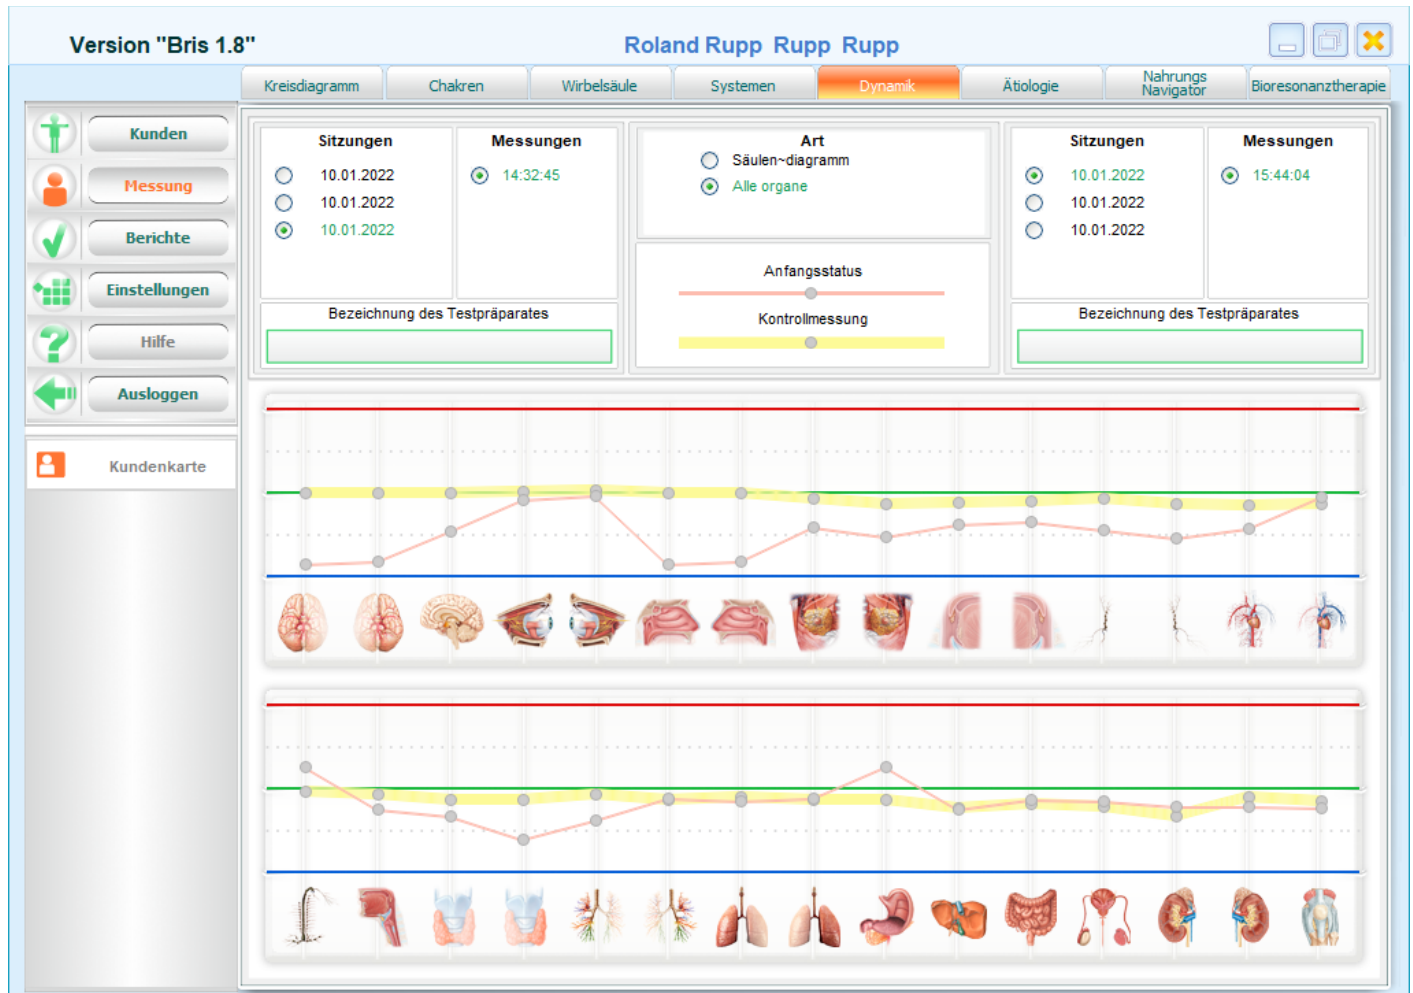 Version "Bris 1.8"
Roland Rupp Rupp Rupp
Kreisdiagramm
Chakren
Wirbelsäule
Systemen
Dynamik
Ätiologie
Nahrungs
Navigator
Bioresonanztherapie
Kunden
Messung
Berichte
Einstellungen
Hilfe
Ausloggen
Kundenkarte
Sitzungen
10.01.2022
10.01.2022
10.01.2022
Messungen
14:32:45
Bezeichnung des Testpräparates
Art
Säulen~diagramm
Alle organe
Anfangsstatus
Kontrollmessung
Sitzungen
10.01.2022
10.01.2022
10.01.2022
Messungen
15:44:04
Bezeichnung des Testpräparates